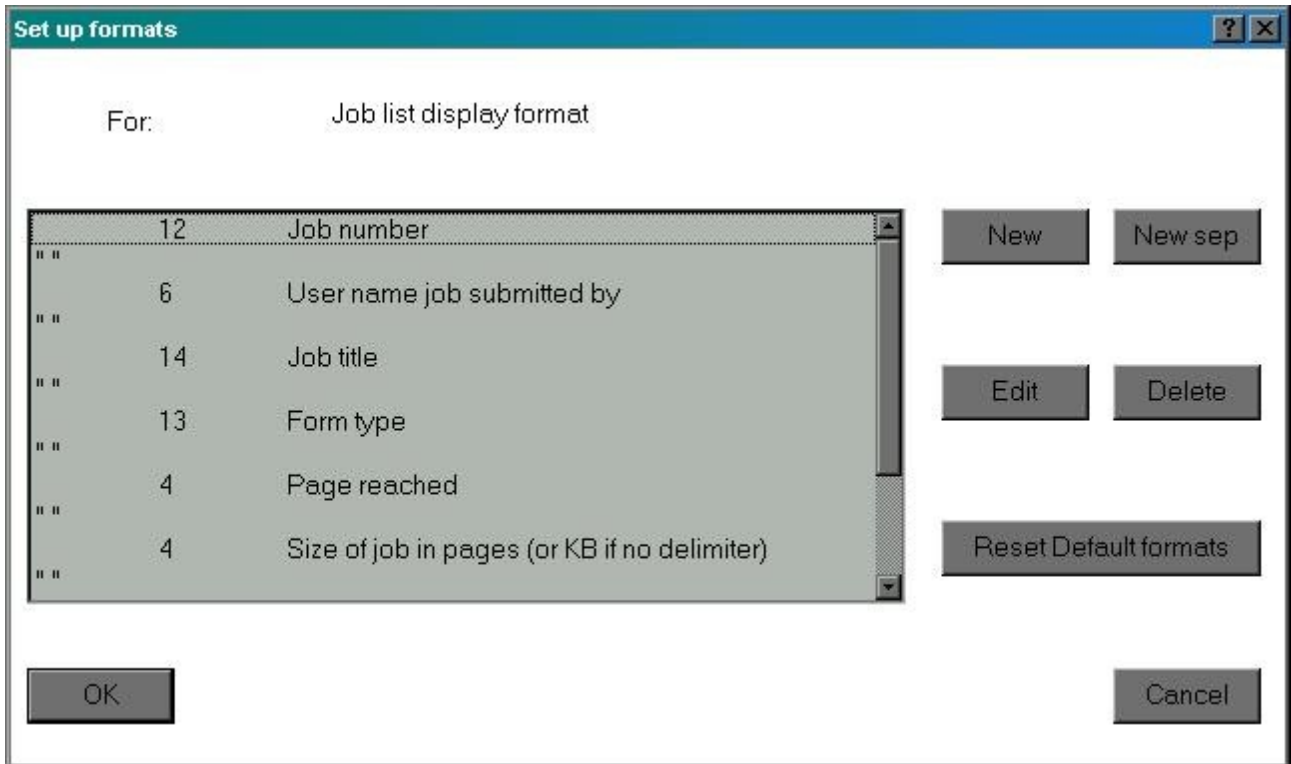 Set up formats
For: Job list display format
12 Job number
" "
6 User name job submitted by
" "
14 Job title
" "
13 Form type
" "
4 Page reached
" "
4 Size of job in pages (or KB if no delimiter)
" "
New New sep
Edit Delete
Reset Default formats
OK Cancel